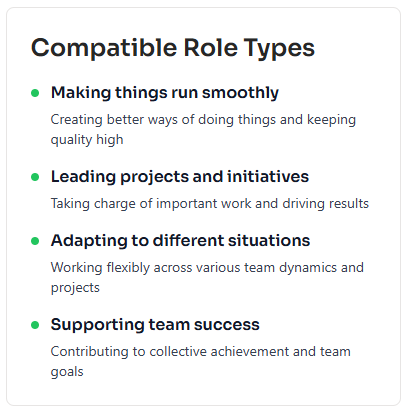 Compatible Role Types
Making things run smoothly
Creating better ways of doing things and keeping
quality high
Leading projects and initiatives
Taking charge of important work and driving results
Adapting to different situations
Working flexibly across various team dynamics and
projects
Supporting team success
Contributing to collective achievement and team
goals